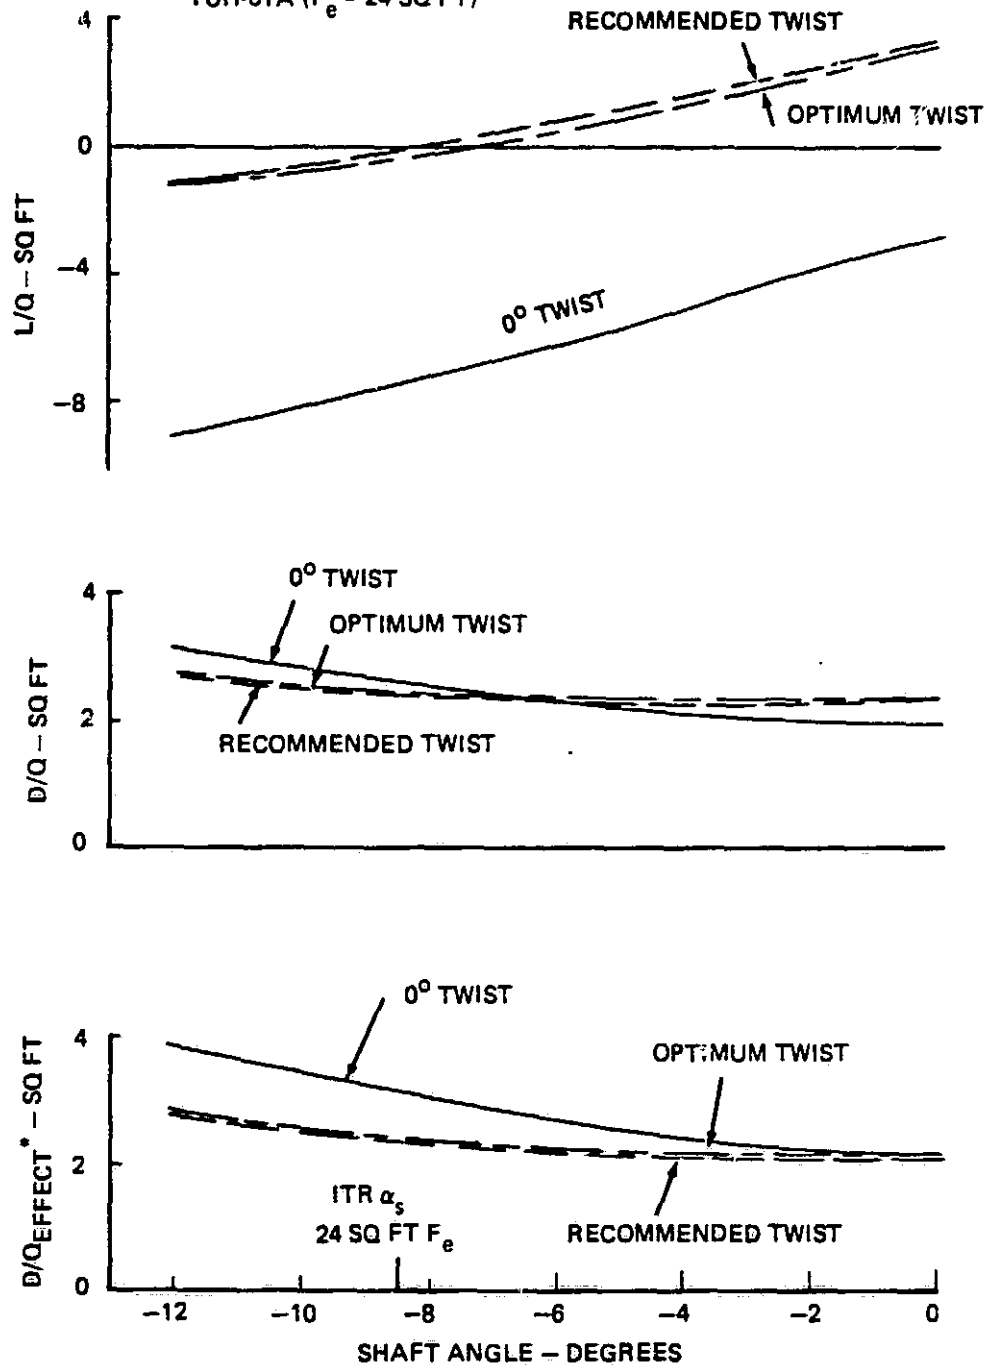 4
RECOMMENDED TWIST
OPTIMUM TWIST
0
L/Q – SQ FT
–4
0° TWIST
–8
4
0° TWIST
OPTIMUM TWIST
D/Q – SQ FT
2
RECOMMENDED TWIST
0
0° TWIST
4
OPTIMUM TWIST
D/Q EFFECT* – SQ FT
2
ITR αs
24 SQ FT Fe
RECOMMENDED TWIST
0
–12 –10 –8 –6 –4 –2 0
SHAFT ANGLE – DEGREES